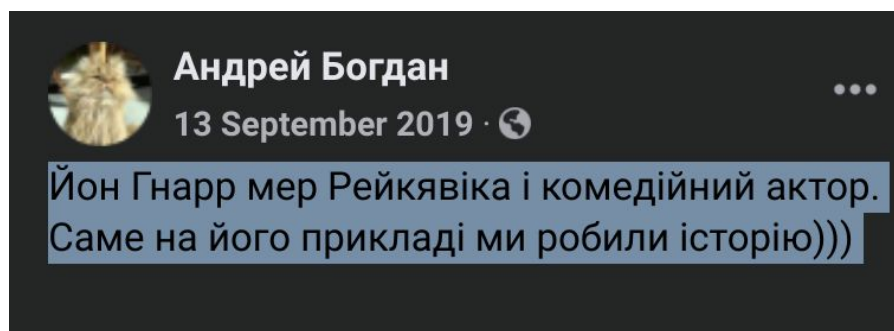 Андрей Богдан
13 September 2019 ·
Йон Гнарр мер Рейкявіка і комедійний актор.
Саме на його прикладі ми робили історію)))